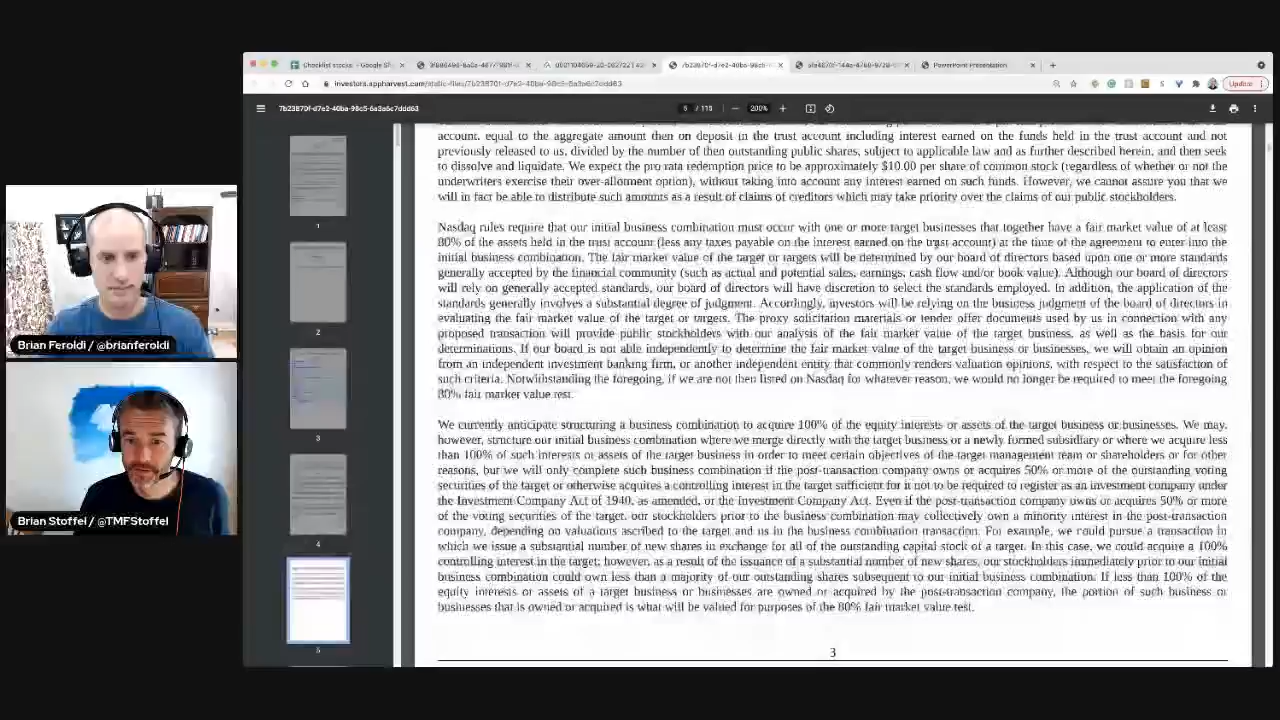 Checklist stocks - Google Sh
PowerPoint Presentation
investors.appharvest.com/static-files/7b23870f-d7e2-40ba-98c5-6a3a6c7ddd63
Update
7b23870f-d7e2-40ba-98c5-6a3a6c7ddd63
/ 116
200%
account, equal to the aggregate amount then on deposit in the trust account including interest earned on the funds held in the trust account and not
previously released to us, divided by the number of then outstanding public shares, subject to applicable law and as further described herein, and then seek
to dissolve and liquidate. We expect the pro rata redemption price to be approximately $10.00 per share of common stock (regardless of whether or not the
underwriters exercise their over-allotment option), without taking into account any interest earned on such funds. However, we cannot assure you that we
will in fact be able to distribute such amounts as a result of claims of creditors which may take priority over the claims of our public stockholders.
Nasdaq rules require that our initial business combination must occur with one or more target businesses that together have a fair market value of at least
80% of the assets held in the trust account (less any taxes payable on the interest earned on the trust account) at the time of the agreement to enter into the
initial business combination. The fair market value of the target or targets will be determined by our board of directors based upon one or more standards
generally accepted by the financial community (such as actual and potential sales, earnings, cash flow and/or book value). Although our board of directors
will rely on generally accepted standards, our board of directors will have discretion to select the standards employed. In addition, the application of the
standards generally involves a substantial degree of judgment. Accordingly, investors will be relying on the business judgment of the board of directors in
evaluating the fair market value of the target or targets. The proxy solicitation materials or tender offer documents used by us in connection with any
proposed transaction will provide public stockholders with our analysis of the fair market value of the target business, as well as the basis for our
determinations. If our board is not able independently to determine the fair market value of the target business or businesses, we will obtain an opinion
from an independent investment banking firm, or another independent entity that commonly renders valuation opinions, with respect to the satisfaction of
such criteria. Notwithstanding the foregoing, if we are not then listed on Nasdaq for whatever reason, we would no longer be required to meet the foregoing
80% fair market value test.
We currently anticipate structuring a business combination to acquire 100% of the equity interests or assets of the target business or businesses. We may,
however, structure our initial business combination where we merge directly with the target business or a newly formed subsidiary or where we acquire less
than 100% of such interests or assets of the target business in order to meet certain objectives of the target management team or shareholders or for other
reasons, but we will only complete such business combination if the post-transaction company owns or acquires 50% or more of the outstanding voting
securities of the target or otherwise acquires a controlling interest in the target sufficient for it not to be required to register as an investment company under
the Investment Company Act of 1940, as amended, or the Investment Company Act. Even if the post-transaction company owns or acquires 50% or more
of the voting securities of the target, our stockholders prior to the business combination may collectively own a minority interest in the post-transaction
company, depending on valuations ascribed to the target and us in the business combination transaction. For example, we could pursue a transaction in
which we issue a substantial number of new shares in exchange for all of the outstanding capital stock of a target. In this case, we could acquire a 100%
controlling interest in the target; however, as a result of the issuance of a substantial number of new shares, our stockholders immediately prior to our initial
business combination could own less than a majority of our outstanding shares subsequent to our initial business combination. If less than 100% of the
equity interests or assets of a target business or businesses are owned or acquired by the post-transaction company, the portion of such business or
businesses that is owned or acquired is what will be valued for purposes of the 80% fair market value test.
3
1
2
3
4
5
Brian Feroldi / @brianferoldi
Brian Stoffel / @TMFStoffel